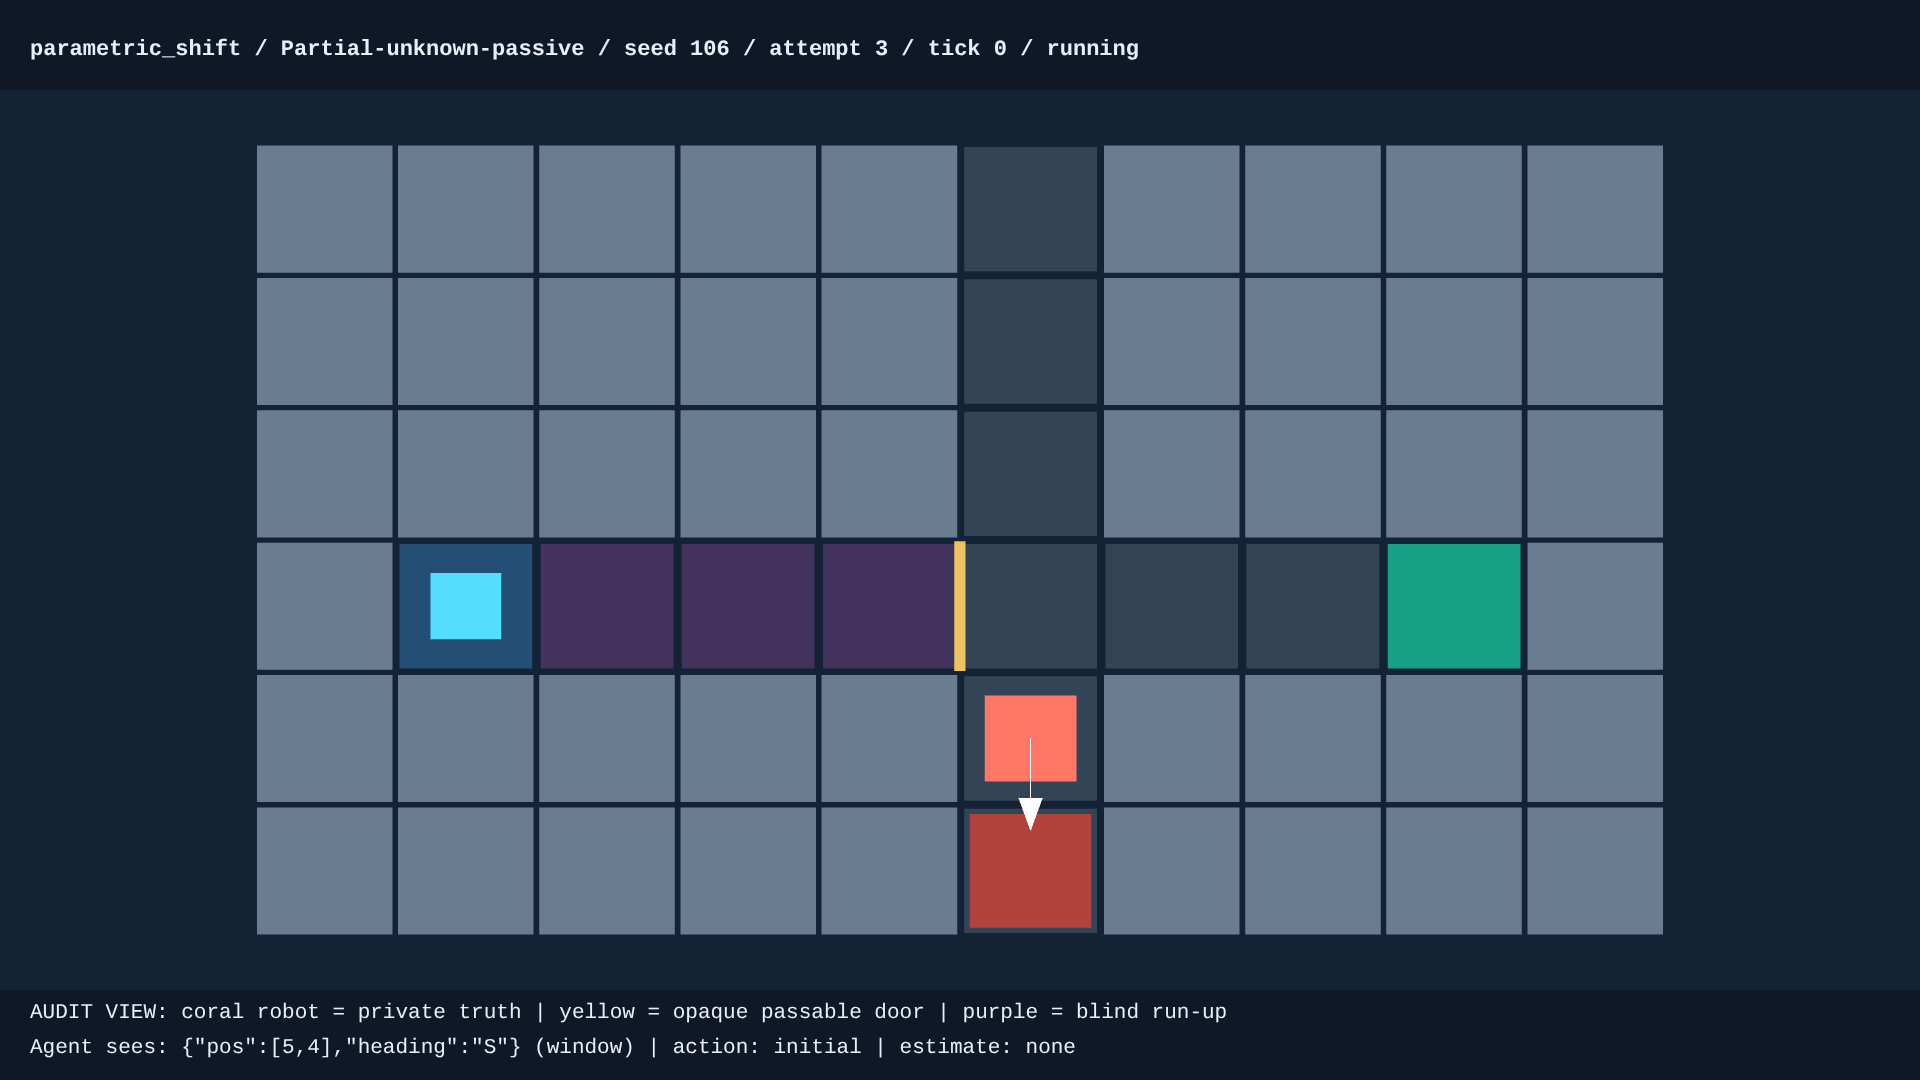 parametric_shift / Partial-unknown-passive / seed 106 / attempt 3 / tick 0 / running
AUDIT VIEW: coral robot = private truth | yellow = opaque passable door | purple = blind run-up
Agent sees: {"pos":[5,4],"heading":"S"} (window) | action: initial | estimate: none